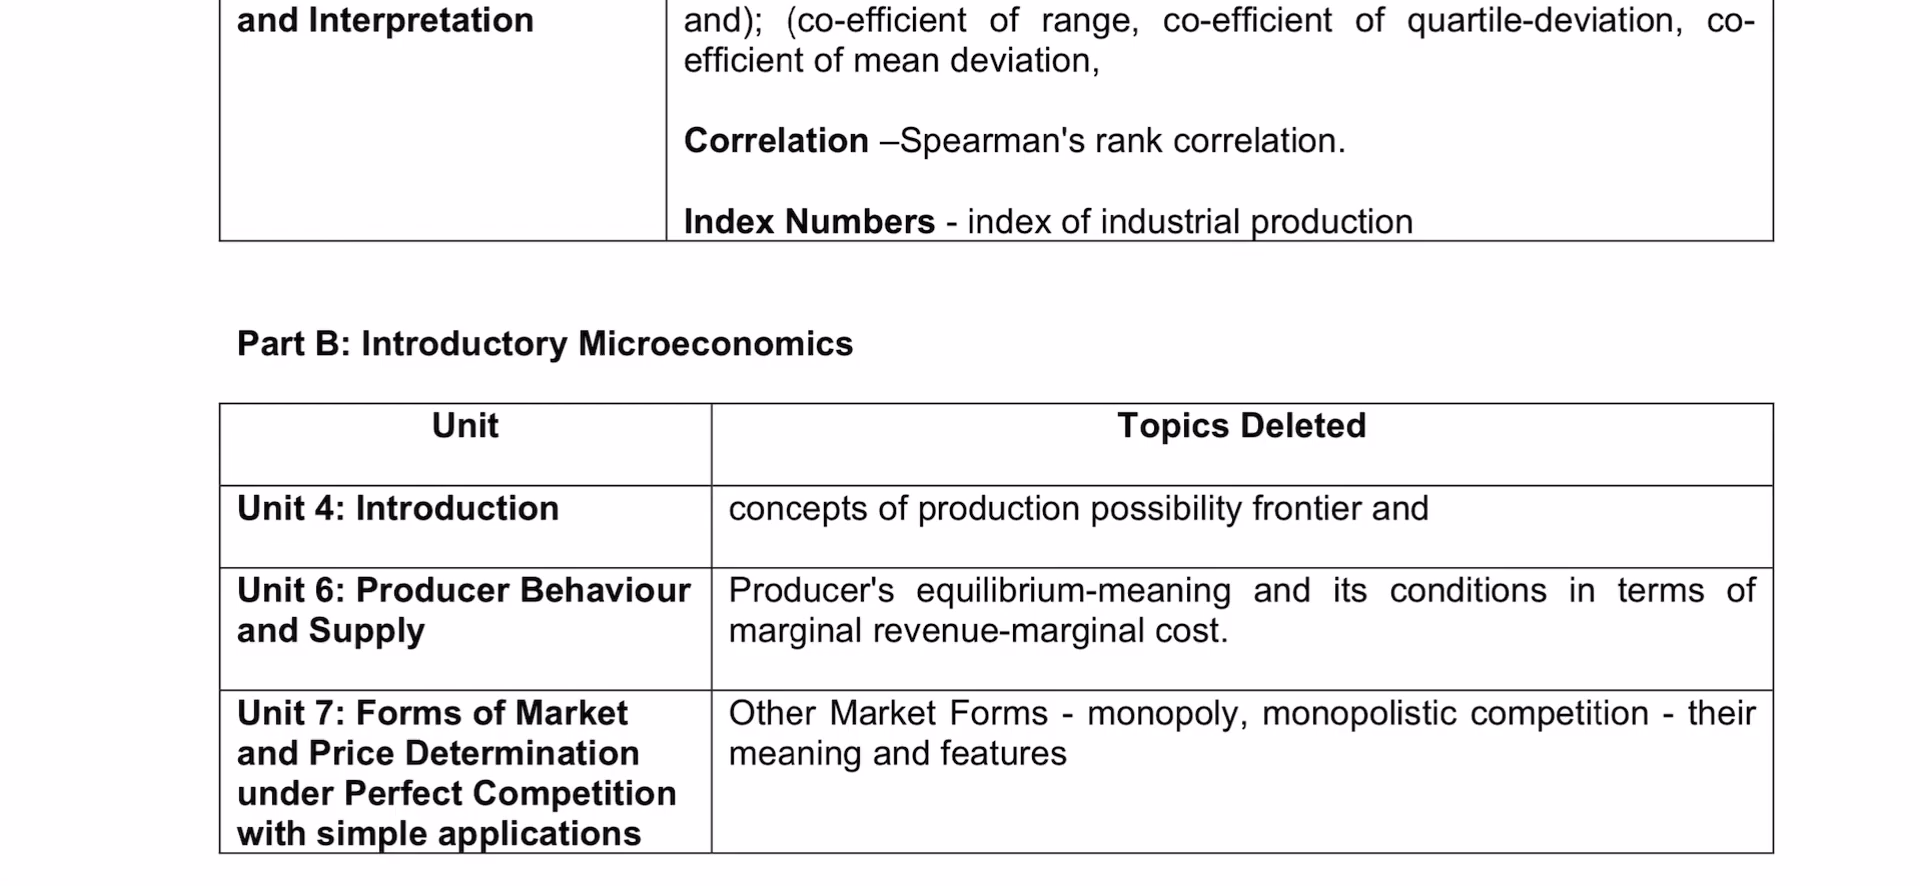 and Interpretation
and); (co-efficient of range, co-efficient of quartile-deviation, co-
efficient of mean deviation,
Correlation –Spearman's rank correlation.
Index Numbers - index of industrial production
Part B: Introductory Microeconomics
Unit
Topics Deleted
Unit 4: Introduction
concepts of production possibility frontier and
Unit 6: Producer Behaviour
and Supply
Producer's equilibrium-meaning and its conditions in terms of
marginal revenue-marginal cost.
Unit 7: Forms of Market
and Price Determination
under Perfect Competition
with simple applications
Other Market Forms - monopoly, monopolistic competition - their
meaning and features